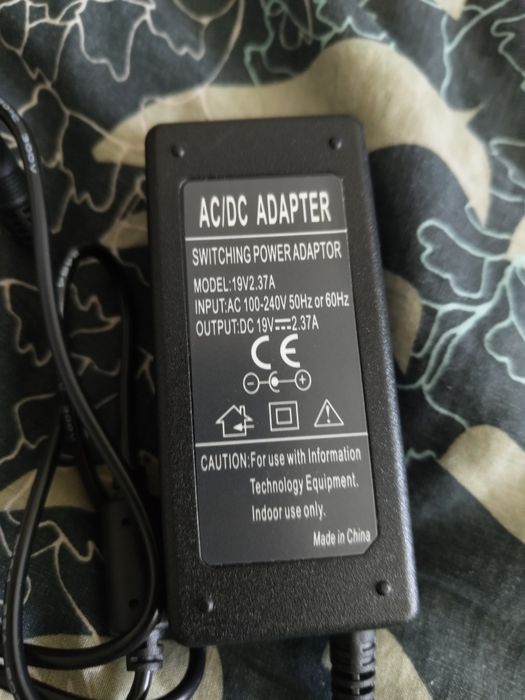 AC/DC ADAPTER
SWITCHING POWER ADAPTOR
MODEL:19V2.37A
INPUT:AC 100-240V 50Hz or 60Hz
OUTPUT:DC 19V⎓2.37A
CE
- +
CAUTION:For use with Information
Technology Equipment.
Indoor use only.
Made in China